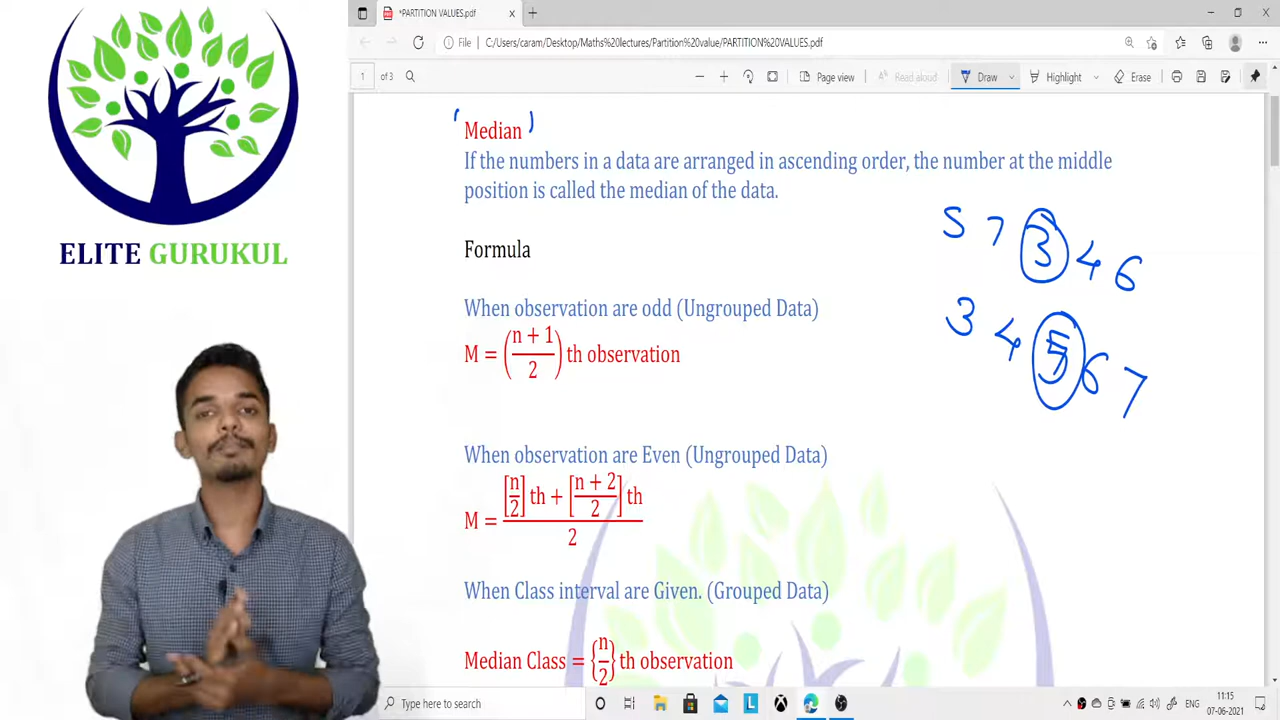 ELITE GURUKUL
*PARTITION VALUES.pdf
File
C:/Users/caram/Desktop/Maths%20lectures/Partition%20value/PARTITION%20VALUES.pdf
1 of 3
Page view
Read aloud
Draw
Highlight
Erase
Median
If the numbers in a data are arranged in ascending order, the number at the middle
position is called the median of the data.
5 7 3 4 6
Formula
3 4 5 6 7
When observation are odd (Ungrouped Data)
M = ((n + 1)/2) th observation
When observation are Even (Ungrouped Data)
M = ([n/2] th + [(n + 2)/2] th)/2
When Class interval are Given. (Grouped Data)
Median Class = {n/2} th observation
Type here to search
ENG
11:15
07-06-2021